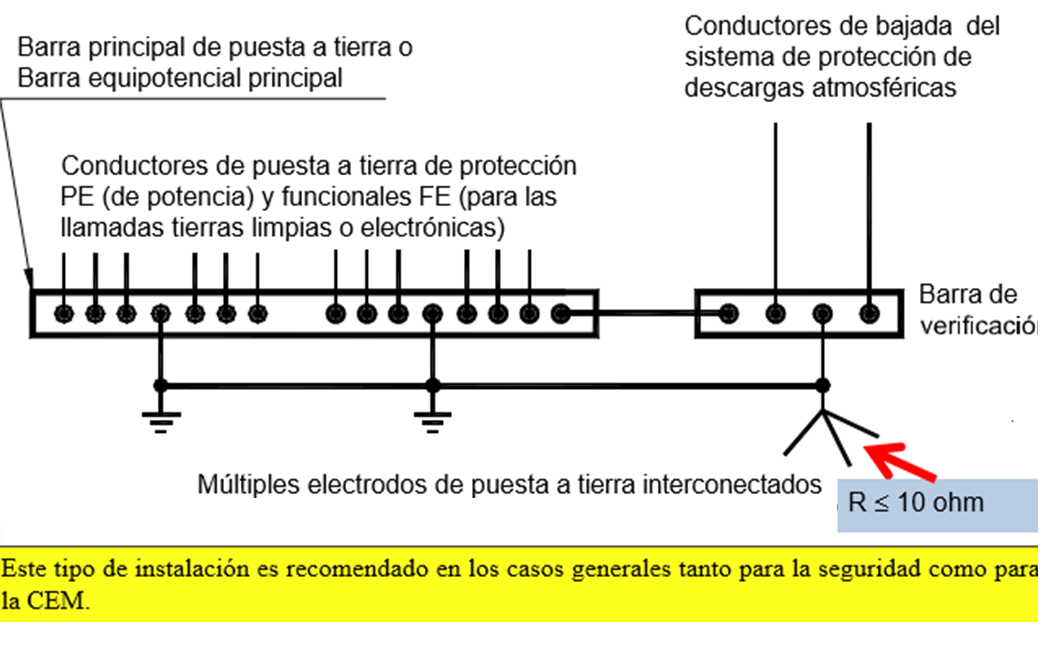 Barra principal de puesta a tierra o
Barra equipotencial principal
Conductores de bajada del
sistema de protección de
descargas atmosféricas
Conductores de puesta a tierra de protección
PE (de potencia) y funcionales FE (para las
llamadas tierras limpias o electrónicas)
Barra de
verificació
Múltiples electrodos de puesta a tierra interconectados
R ≤ 10 ohm
Este tipo de instalación es recomendado en los casos generales tanto para la seguridad como para
la CEM.